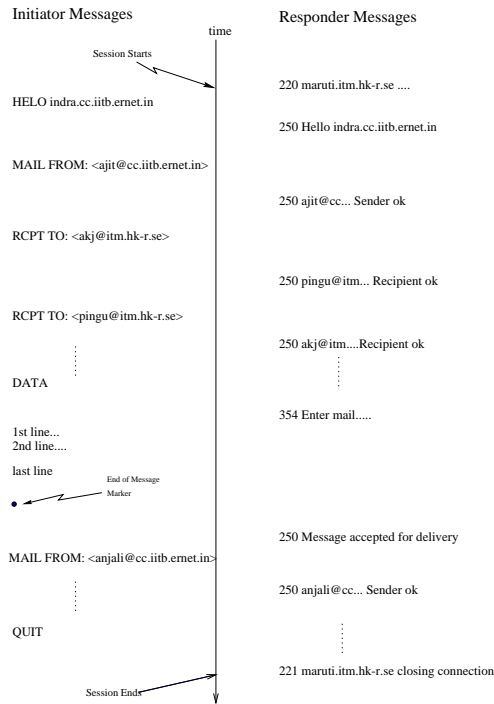 Initiator Messages
Responder Messages
time
Session Starts
220 maruti.itm.hk-r.se ....
HELO indra.cc.iitb.ernet.in
250 Hello indra.cc.iitb.ernet.in
MAIL FROM: <ajit@cc.iitb.ernet.in>
250 ajit@cc... Sender ok
RCPT TO: <akj@itm.hk-r.se>
250 pingu@itm... Recipient ok
RCPT TO: <pingu@itm.hk-r.se>
250 akj@itm....Recipient ok
DATA
354 Enter mail.....
1st line...
2nd line....
last line
End of Message
Marker
250 Message accepted for delivery
MAIL FROM: <anjali@cc.iitb.ernet.in>
250 anjali@cc... Sender ok
QUIT
221 maruti.itm.hk-r.se closing connection
Session Ends